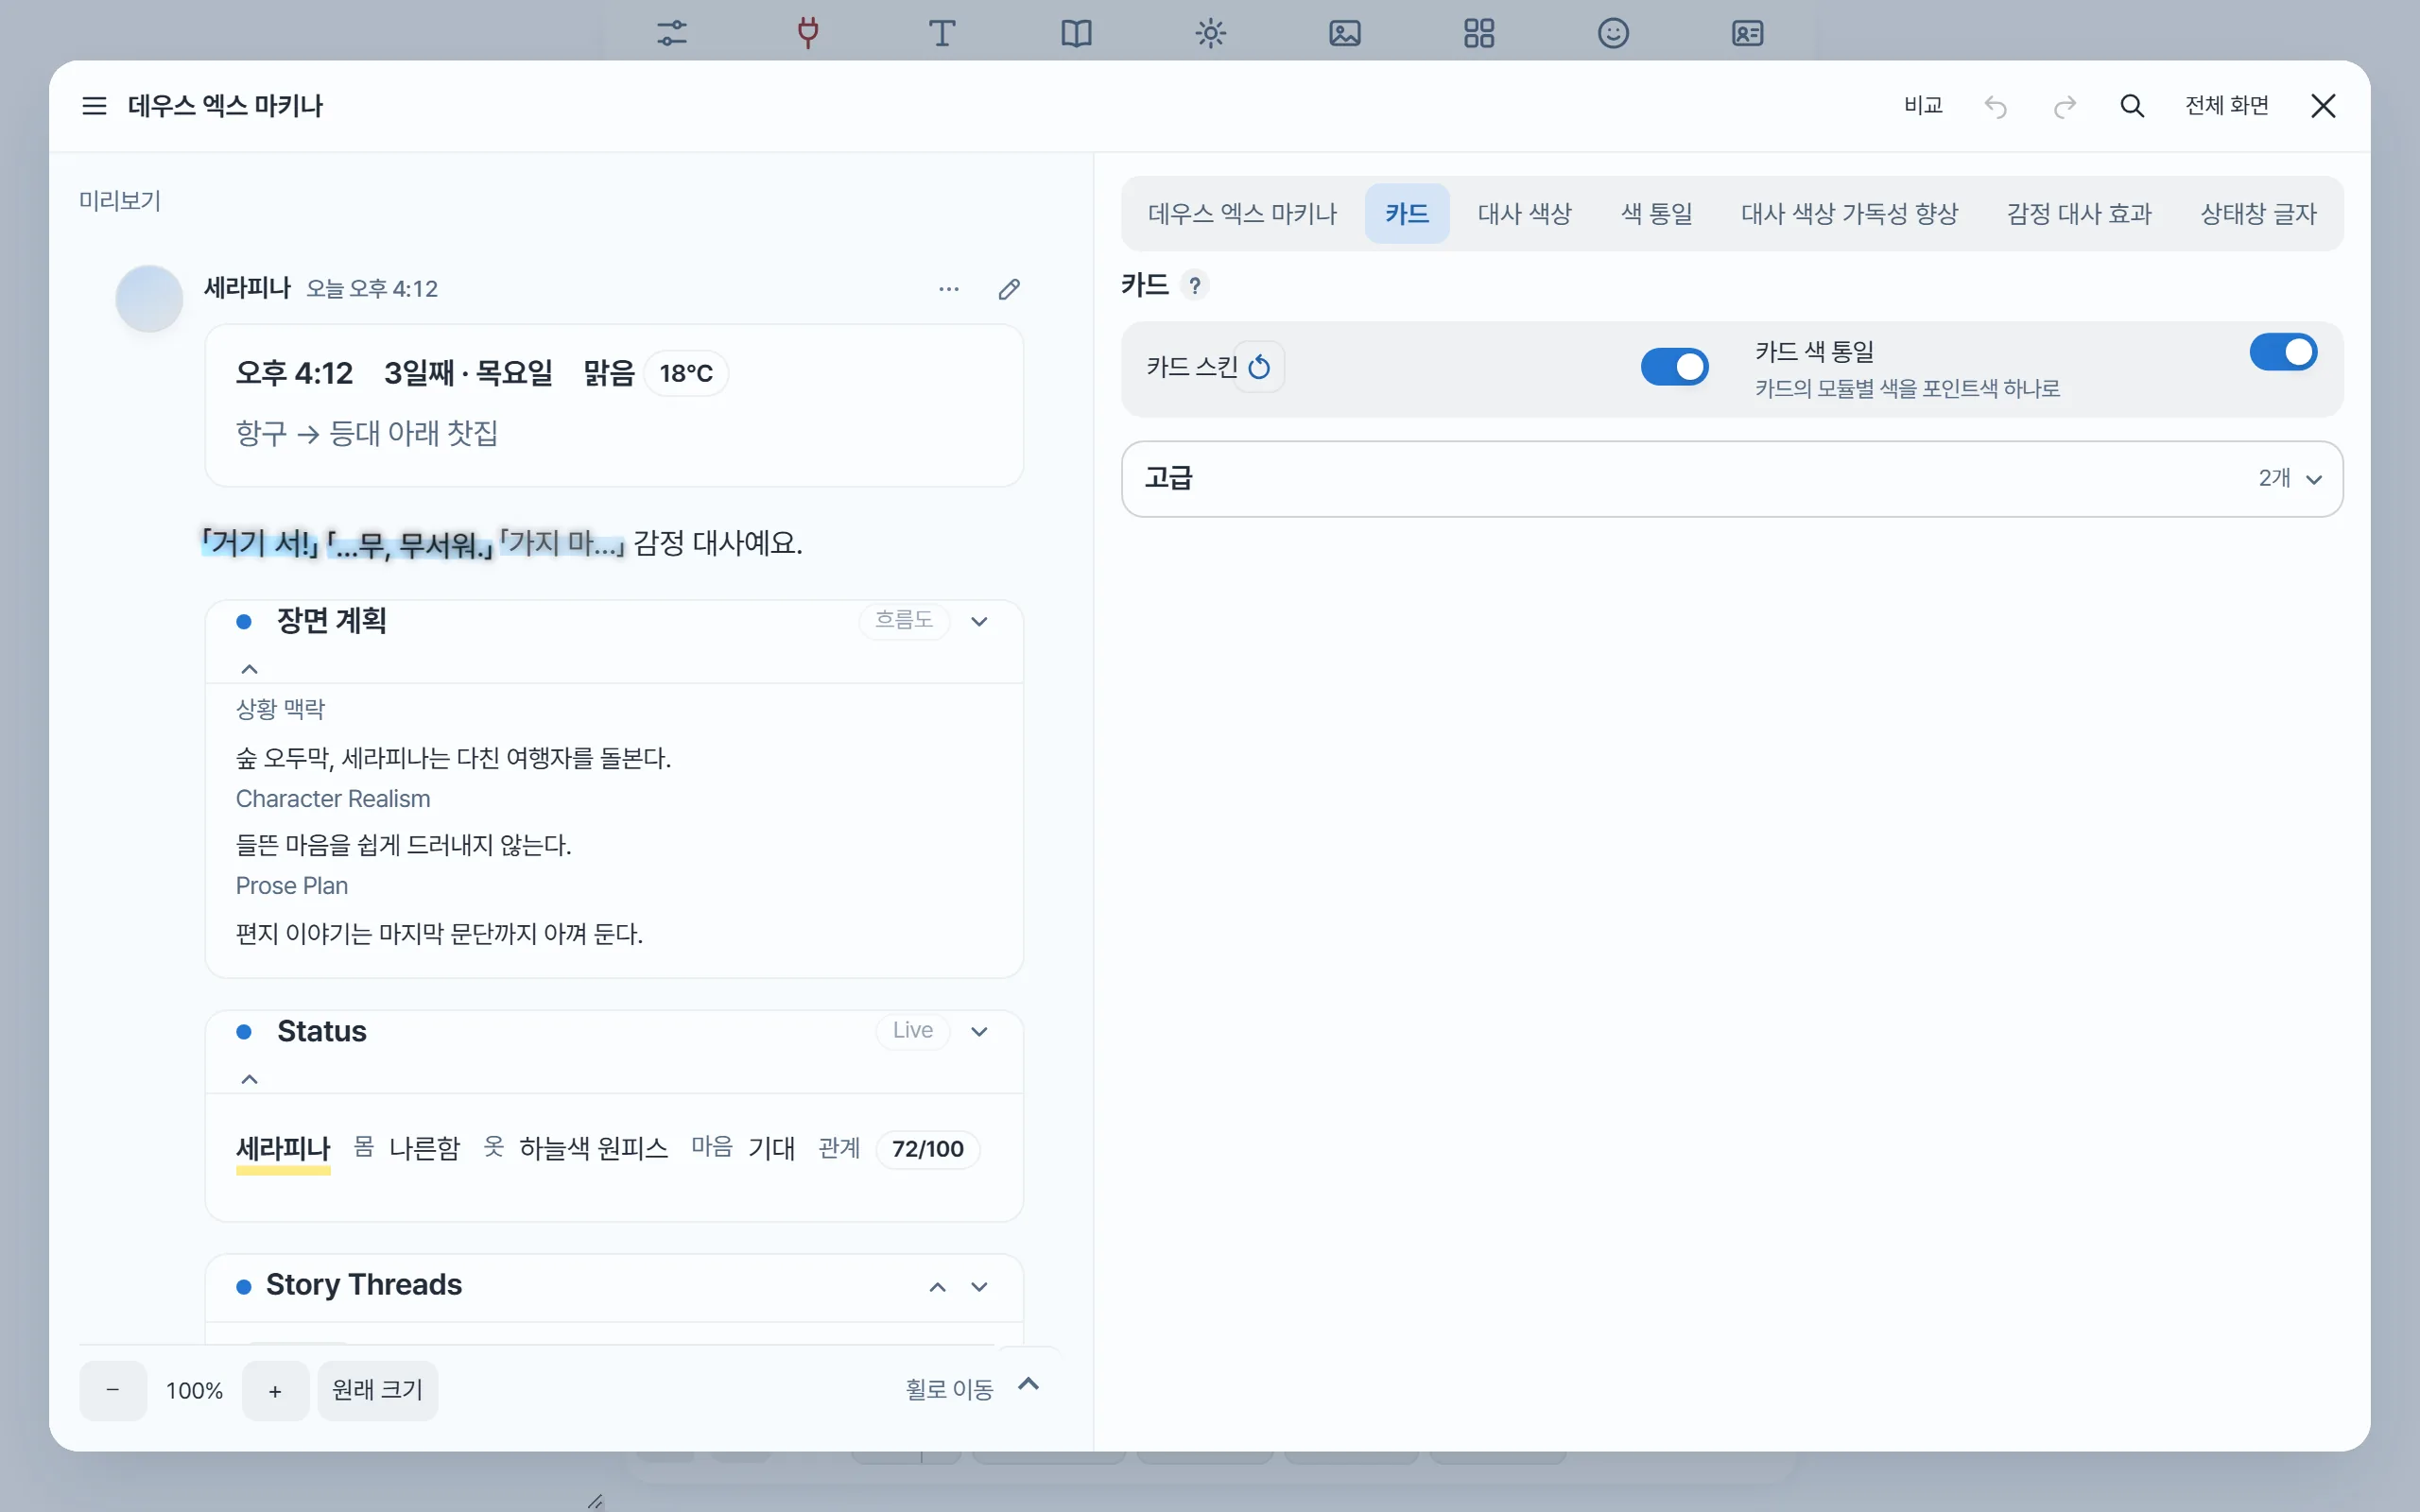 데우스 엑스 마키나
비교
전체 화면
미리보기
세라피나 오늘 오후 4:12
오후 4:12 3일째 · 목요일 맑음 18°C
항구 → 등대 아래 찻집
「거기 서!」 「...무, 무서워.」 「가지 마...」 감정 대사예요.
장면 계획 흐름도
상황 맥락
숲 오두막, 세라피나는 다친 여행자를 돌본다.
Character Realism
들뜬 마음을 쉽게 드러내지 않는다.
Prose Plan
편지 이야기는 마지막 문단까지 아껴 둔다.
Status Live
세라피나 몸 나른함 옷 하늘색 원피스 마음 기대 관계 72/100
Story Threads
− 100% + 원래 크기 휠로 이동
데우스 엑스 마키나 카드 대사 색상 색 통일 대사 색상 가독성 향상 감정 대사 효과 상태창 글자
카드 ?
카드 스킨
카드 색 통일
카드의 모듈별 색을 포인트색 하나로
고급 2개